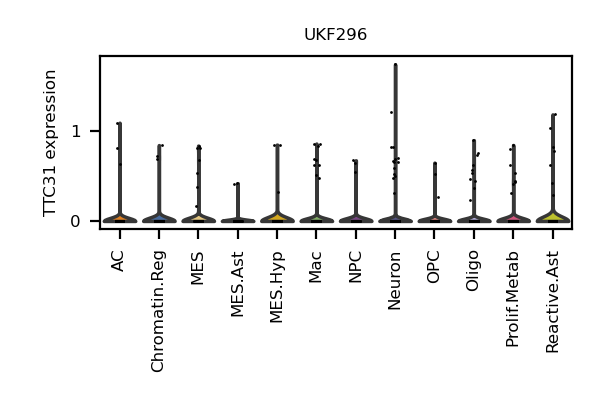 UKF296
TTC31 expression
1
0
AC
Chromatin.Reg
MES
MES.Ast
MES.Hyp
Mac
NPC
Neuron
OPC
Oligo
Prolif.Metab
Reactive.Ast